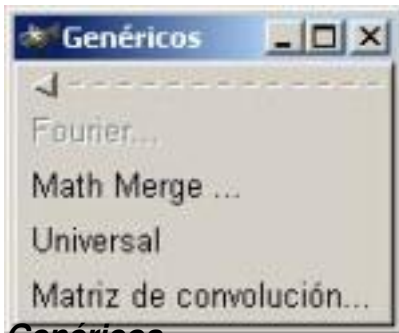 Genéricos
Fourier...
Math Merge ...
Universal
Matriz de convolución...
Genéricos